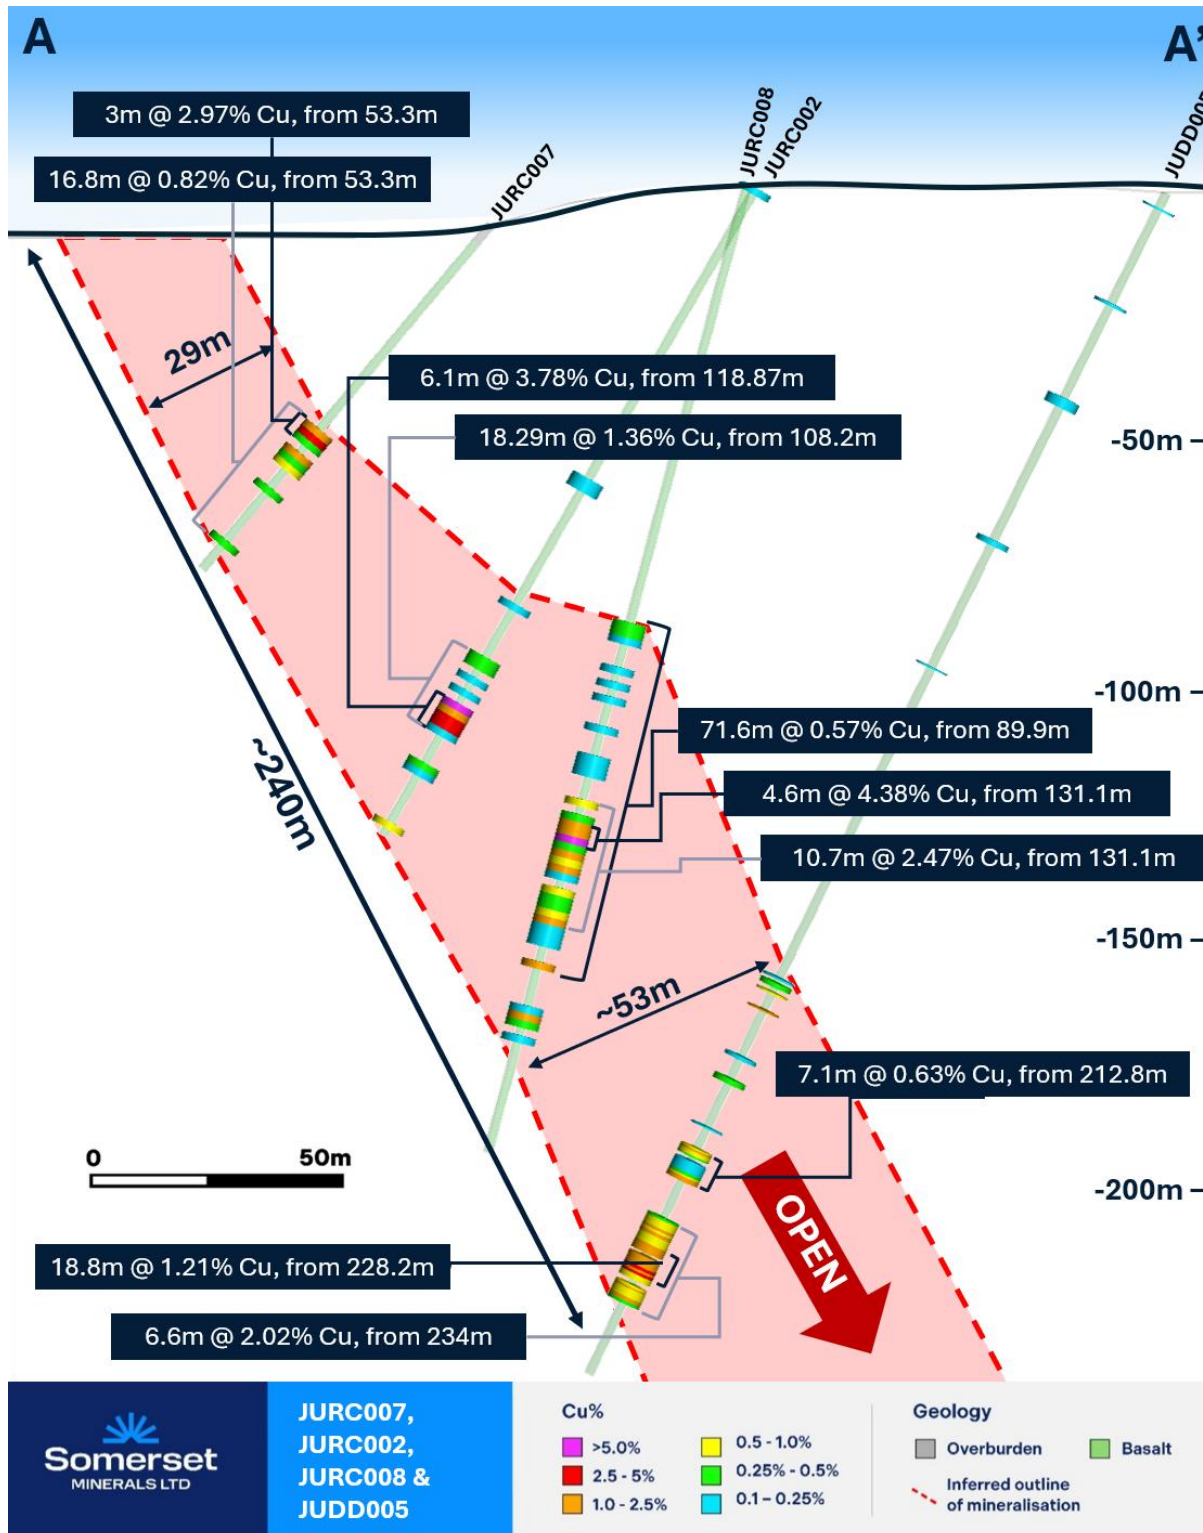 A
A'
3m @ 2.97% Cu, from 53.3m
16.8m @ 0.82% Cu, from 53.3m
JURC007
JURC008
JURC002
JUDD005
29m
6.1m @ 3.78% Cu, from 118.87m
18.29m @ 1.36% Cu, from 108.2m
-50m
-100m
71.6m @ 0.57% Cu, from 89.9m
4.6m @ 4.38% Cu, from 131.1m
10.7m @ 2.47% Cu, from 131.1m
~240m
-150m
~53m
7.1m @ 0.63% Cu, from 212.8m
0 50m
-200m
OPEN
18.8m @ 1.21% Cu, from 228.2m
6.6m @ 2.02% Cu, from 234m
Somerset
MINERALS LTD
JURC007,
JURC002,
JURC008 &
JUDD005
Cu%
>5.0%
2.5 - 5%
1.0 - 2.5%
0.5 - 1.0%
0.25% - 0.5%
0.1 – 0.25%
Geology
Overburden
Basalt
Inferred outline
of mineralisation